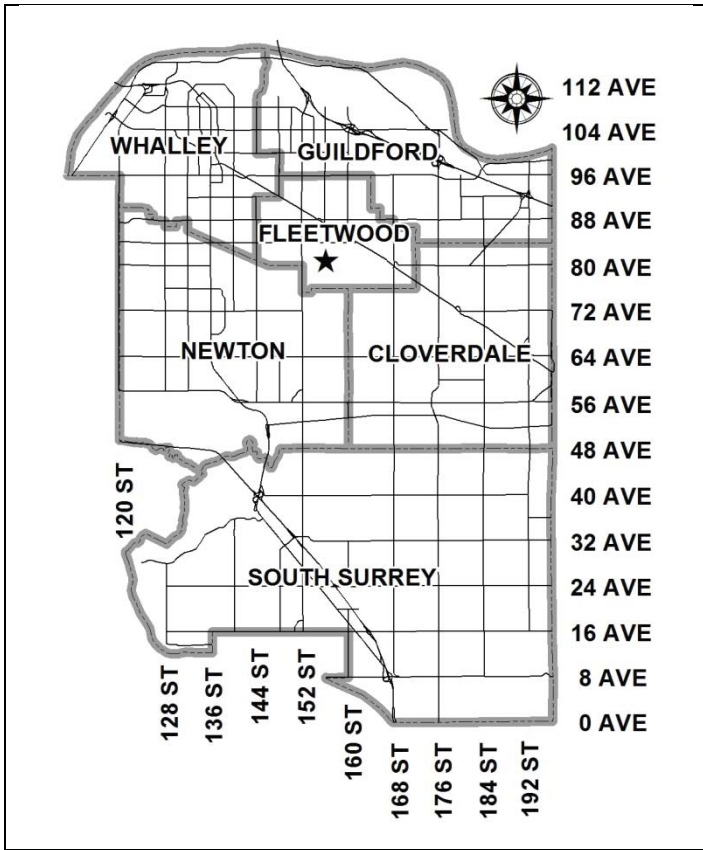 112 AVE
104 AVE
WHALLEY
GUILDFORD
96 AVE
88 AVE
FLEETWOOD
80 AVE
72 AVE
NEWTON
CLOVERDALE
64 AVE
56 AVE
48 AVE
120 ST
40 AVE
32 AVE
SOUTH SURREY
24 AVE
16 AVE
8 AVE
0 AVE
128 ST
136 ST
144 ST
152 ST
160 ST
168 ST
176 ST
184 ST
192 ST